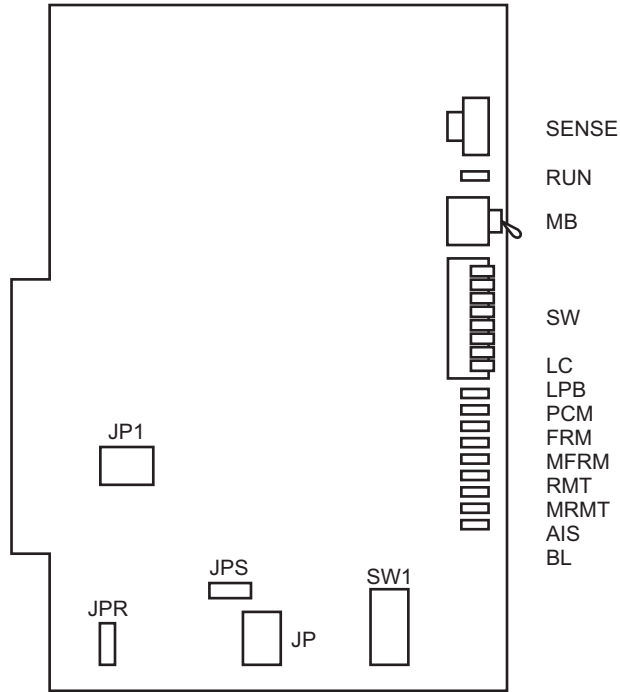 SENSE
RUN
MB
SW
LC
LPB
PCM
FRM
MFRM
RMT
MRMT
AIS
BL
JP1
JPS
SW1
JPR
JP